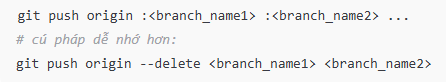 git push origin :<branch_name1> :<branch_name2> ...
# cú pháp dễ nhớ hơn:
git push origin --delete <branch_name1> <branch_name2>